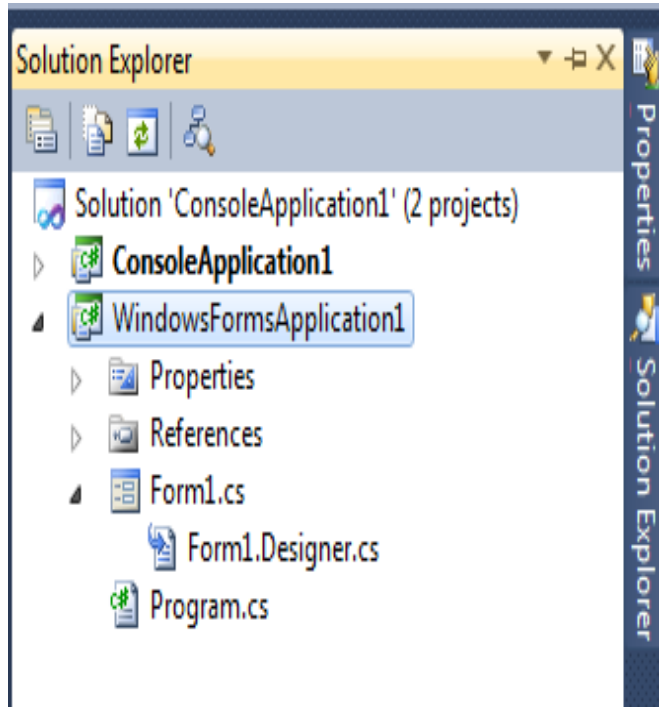 Solution Explorer
Solution 'ConsoleApplication1' (2 projects)
ConsoleApplication1
WindowsFormsApplication1
Properties
References
Form1.cs
Form1.Designer.cs
Program.cs
Properties
Solution Explorer